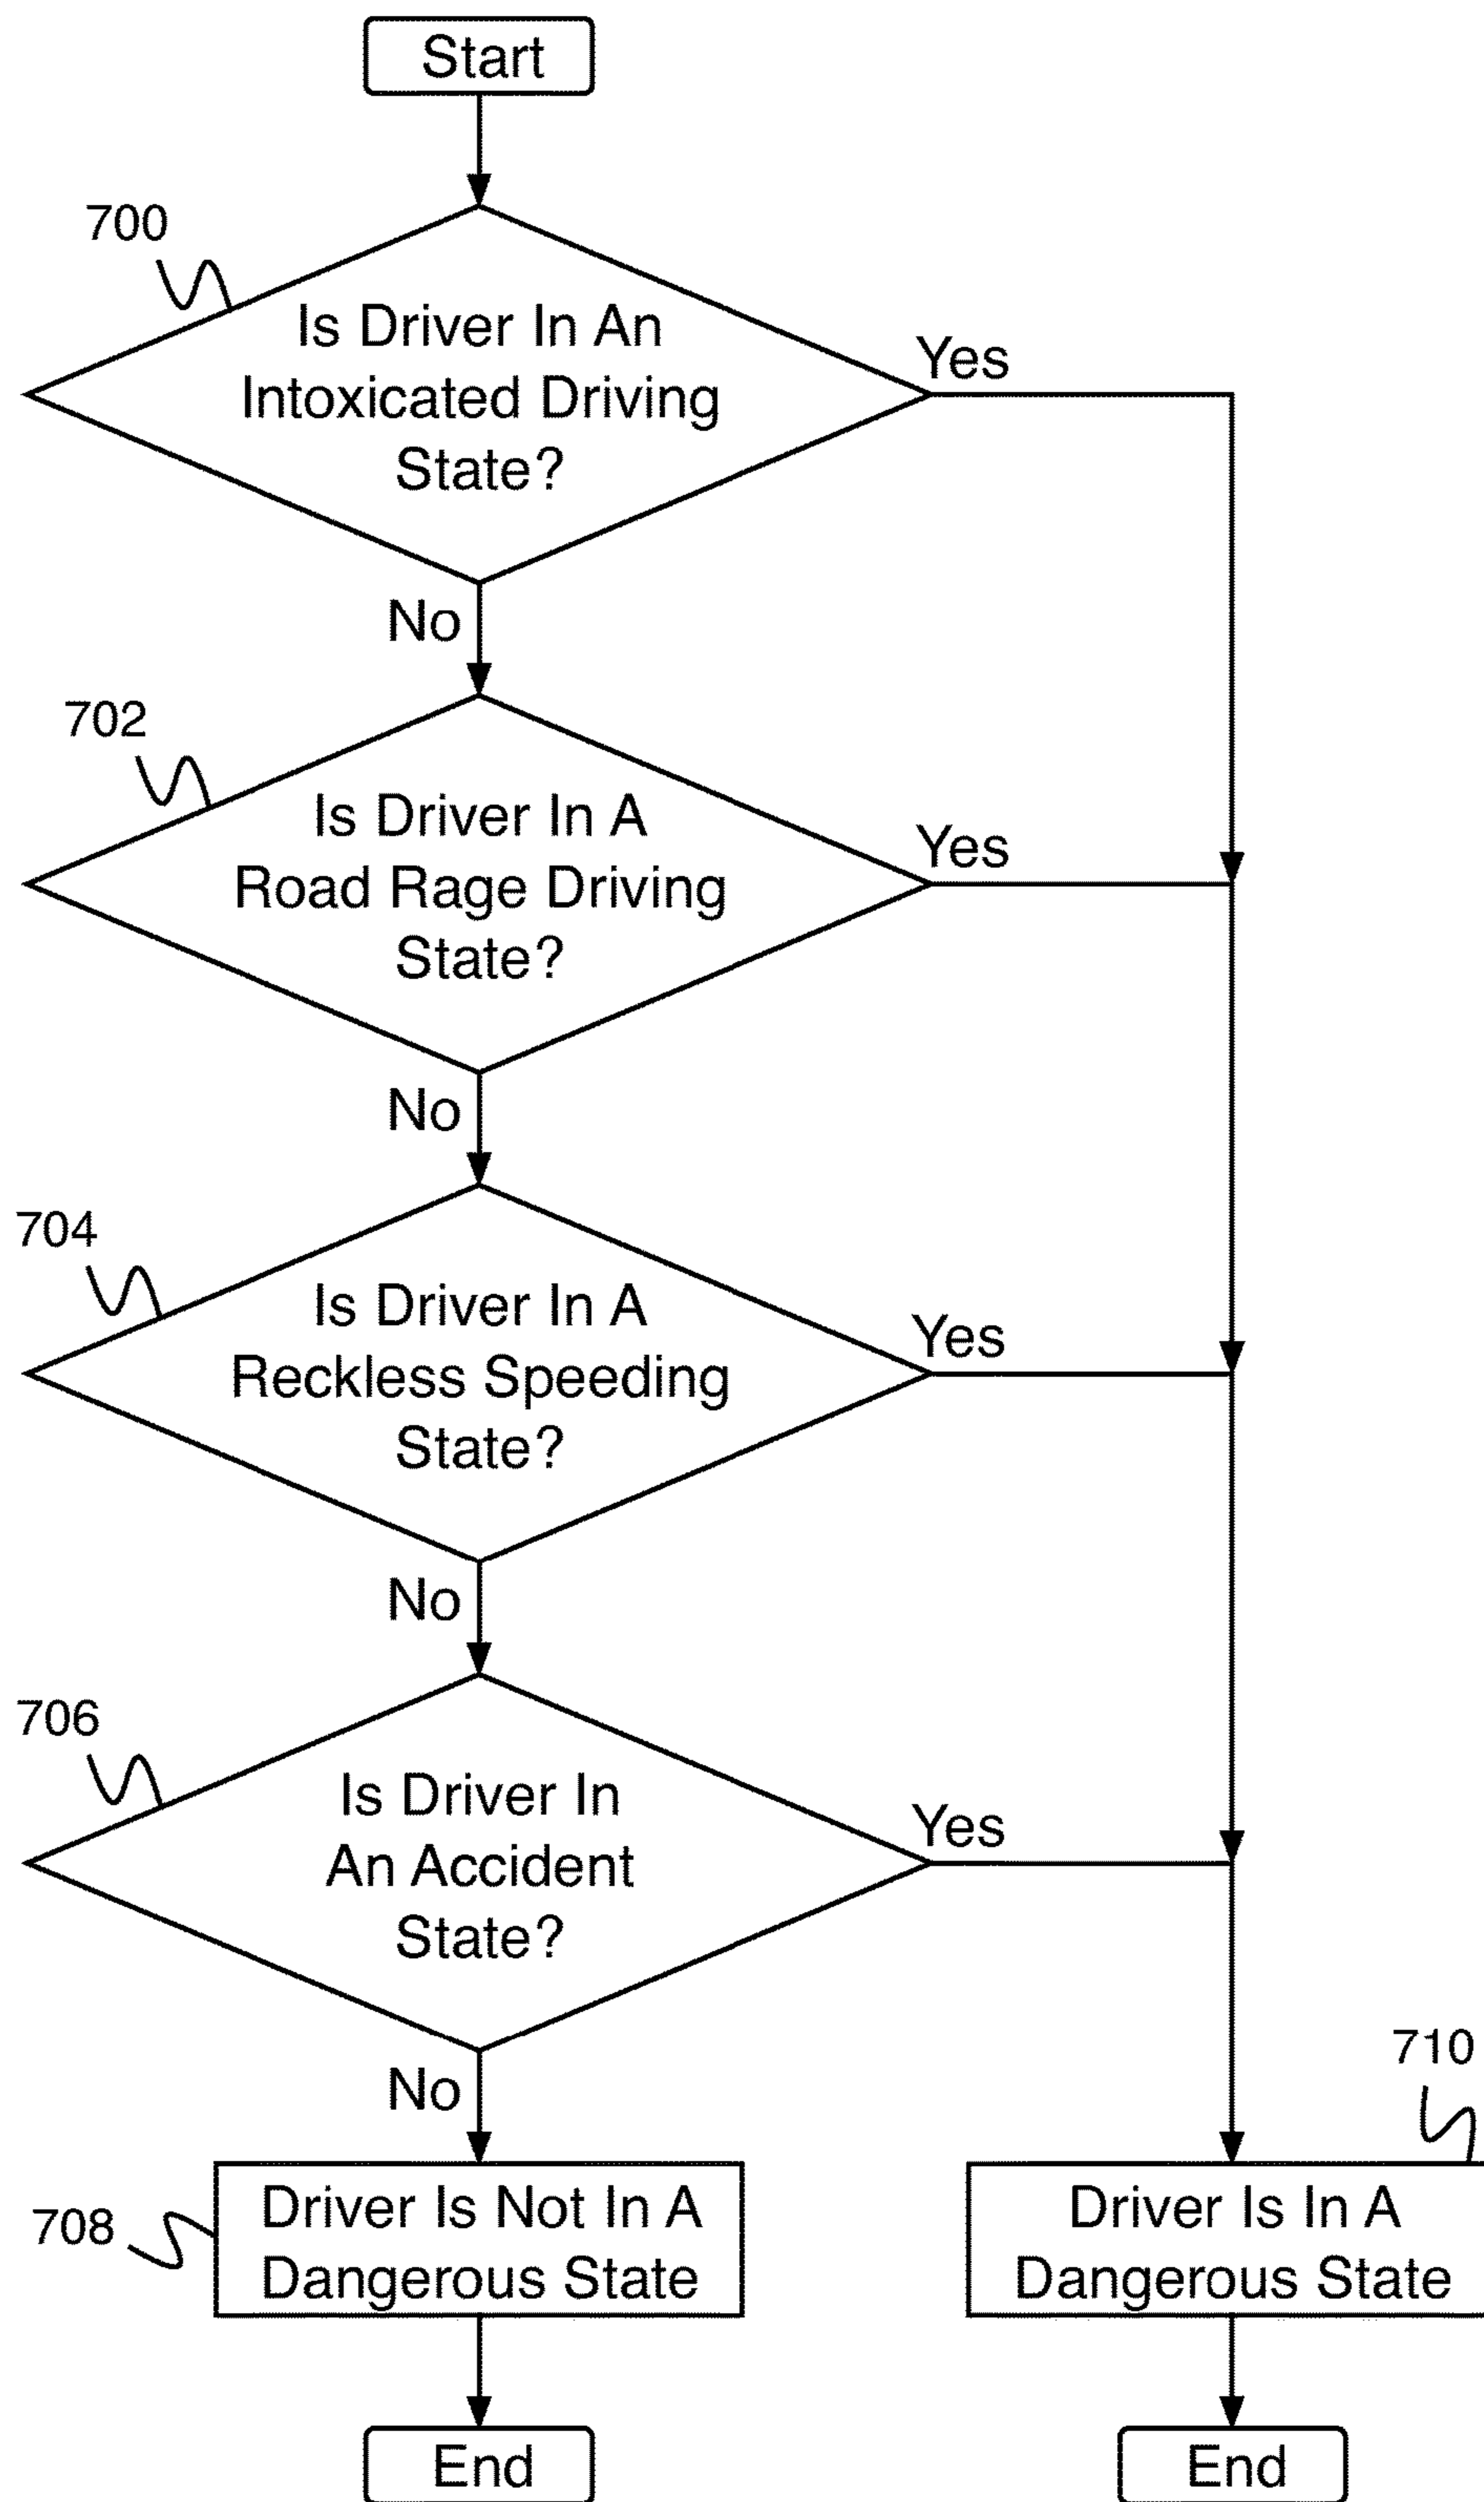 Start
700
Is Driver In An
Intoxicated Driving
State?
Yes
No
702
Is Driver In A
Road Rage Driving
State?
Yes
No
704
Is Driver In A
Reckless Speeding
State?
Yes
No
706
Is Driver In
An Accident
State?
Yes
No
708
Driver Is Not In A
Dangerous State
710
Driver Is In A
Dangerous State
End
End